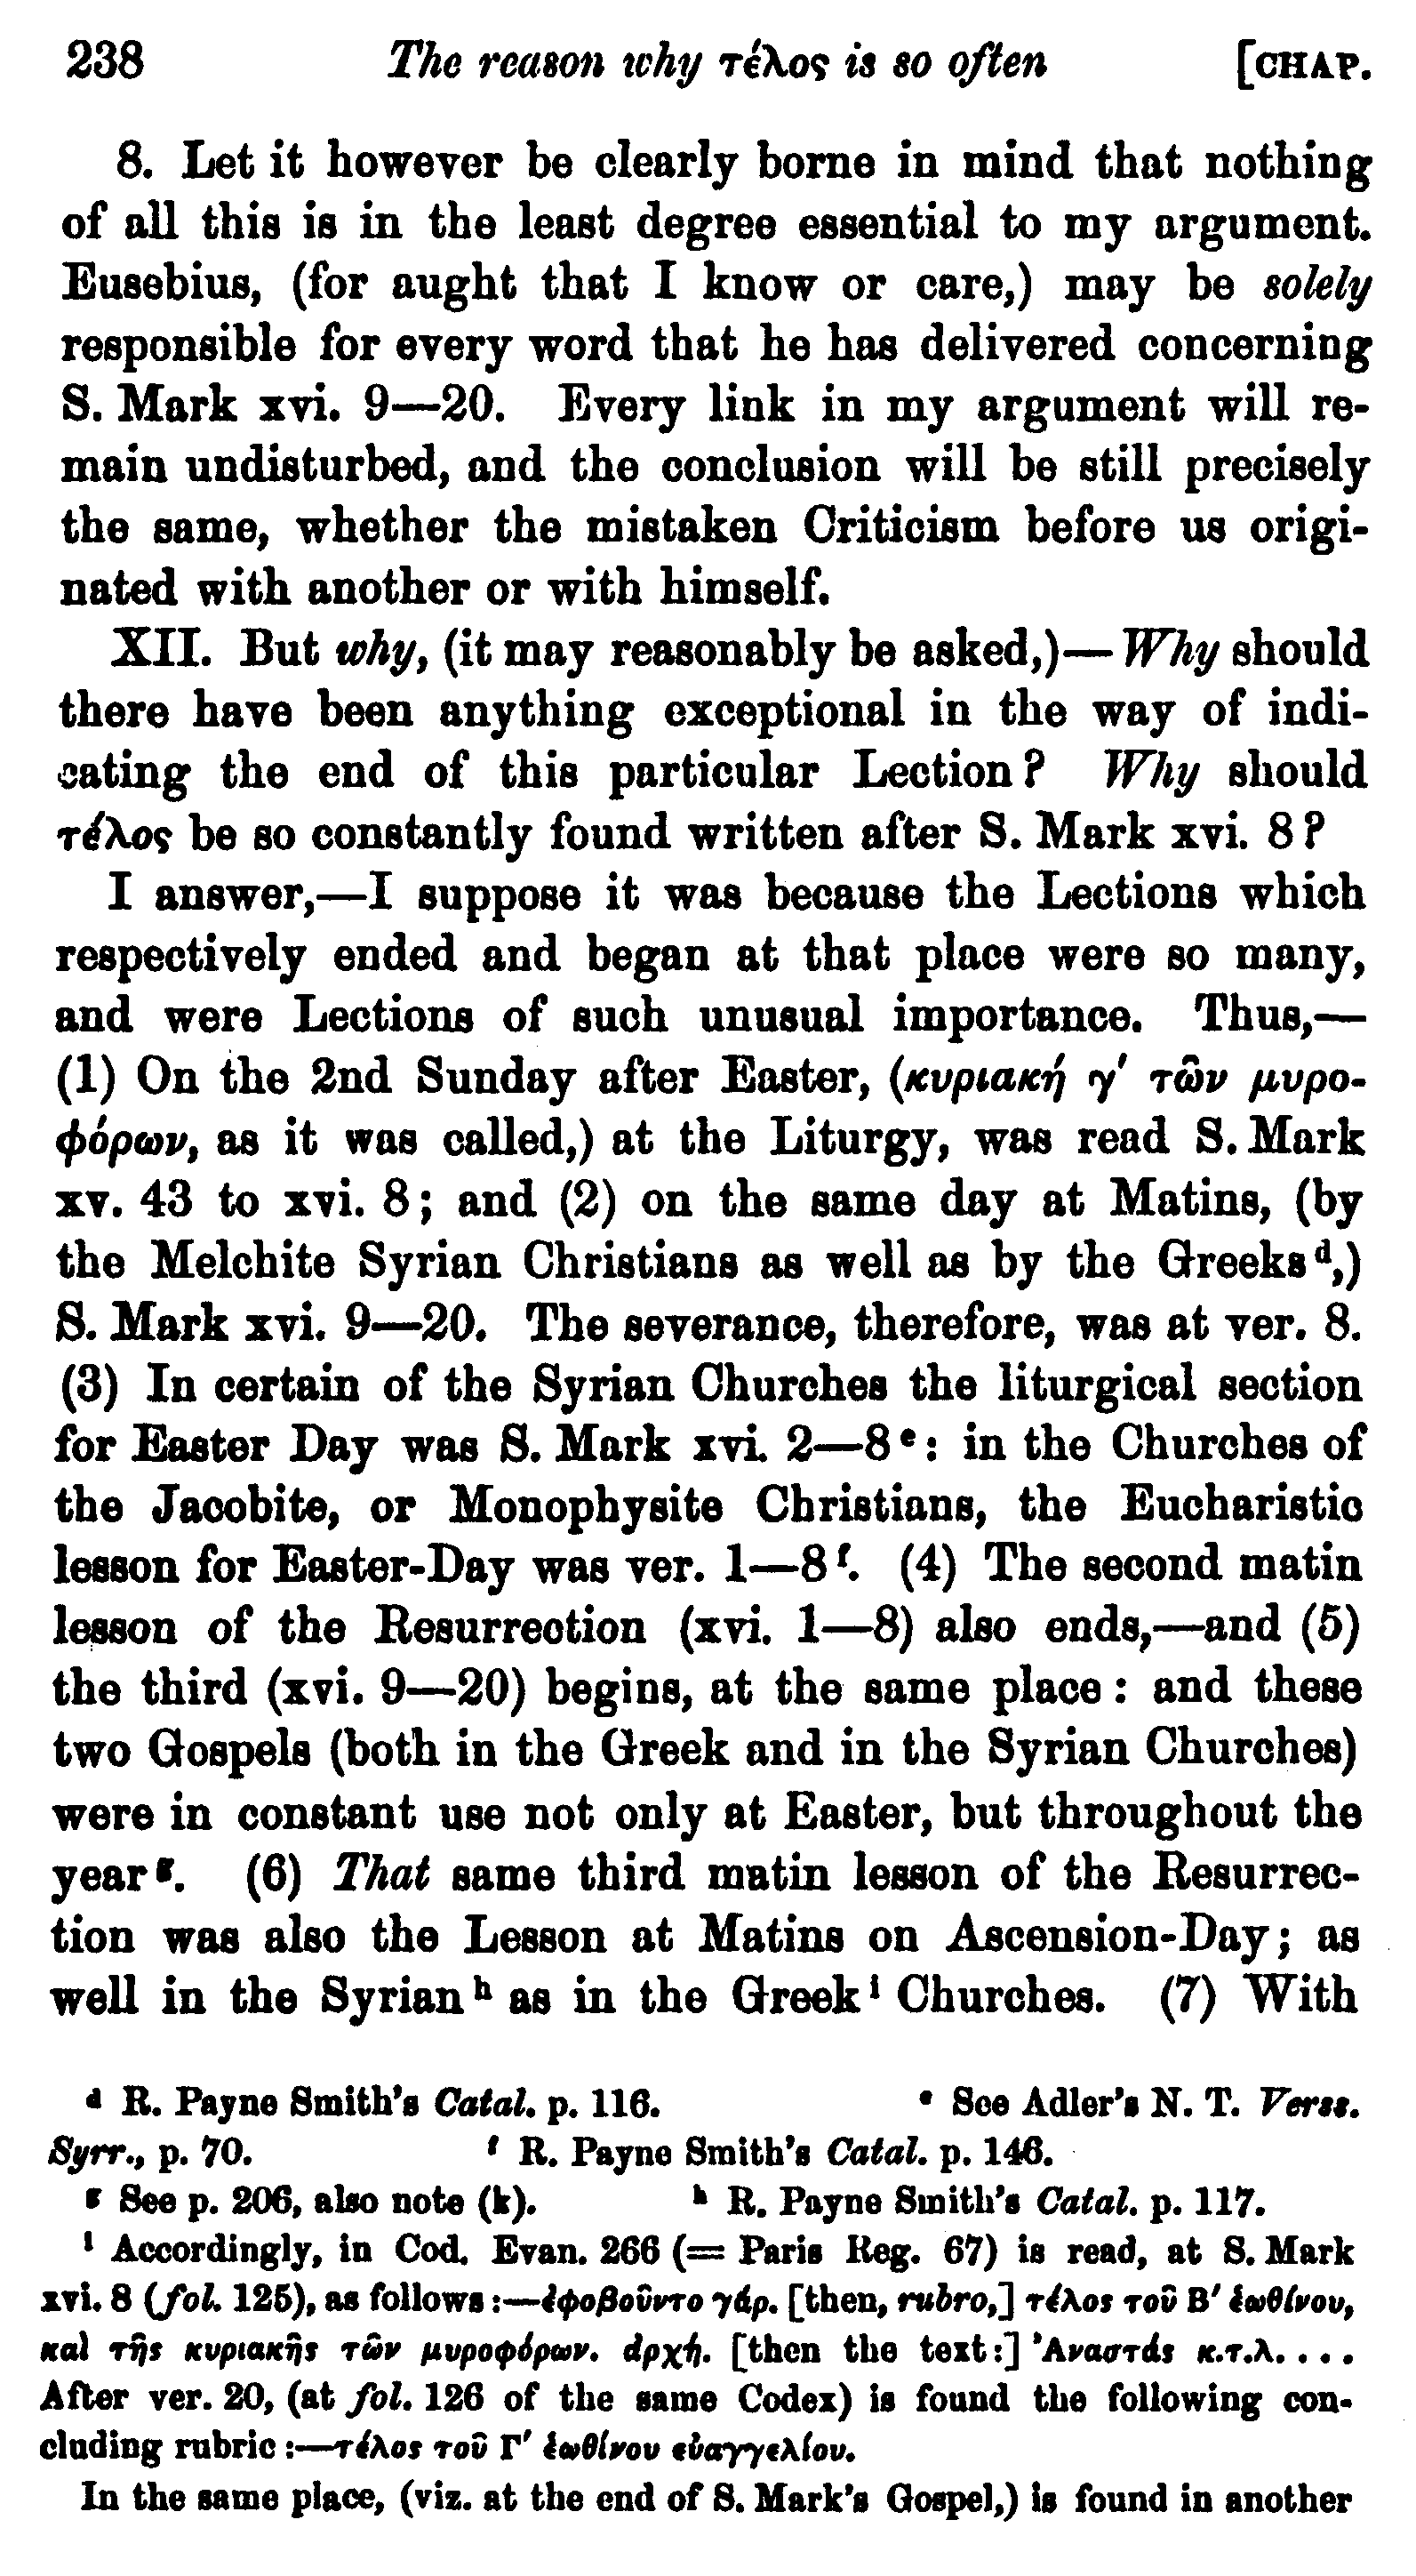 238 The reason why τέλος is so often [CHAP.
8. Let it however be clearly borne in mind that nothing
of all this is in the least degree essential to my argument.
Eusebius, (for aught that I know or care,) may be solely
responsible for every word that he has delivered concerning
S. Mark xvi. 9—20. Every link in my argument will re-
main undisturbed, and the conclusion will be still precisely
the same, whether the mistaken Criticism before us origi-
nated with another or with himself.
XII. But why, (it may reasonably be asked,)—Why should
there have been anything exceptional in the way of indi-
cating the end of this particular Lection? Why should
τέλος be so constantly found written after S. Mark xvi. 8?
I answer,—I suppose it was because the Lections which
respectively ended and began at that place were so many,
and were Lections of such unusual importance. Thus,—
(1) On the 2nd Sunday after Easter, (κυριακή γ′ τῶν μυρο-
φόρων, as it was called,) at the Liturgy, was read S. Mark
xv. 43 to xvi. 8; and (2) on the same day at Matins, (by
the Melchite Syrian Christians as well as by the Greeks d,)
S. Mark xvi. 9—20. The severance, therefore, was at ver. 8.
(3) In certain of the Syrian Churches the liturgical section
for Easter Day was S. Mark xvi. 2—8 e: in the Churches of
the Jacobite, or Monophysite Christians, the Eucharistic
lesson for Easter-Day was ver. 1—8 f. (4) The second matin
lesson of the Resurrection (xvi. 1—8) also ends,—and (5)
the third (xvi. 9—20) begins, at the same place: and these
two Gospels (both in the Greek and in the Syrian Churches)
were in constant use not only at Easter, but throughout the
year g. (6) That same third matin lesson of the Resurrec-
tion was also the Lesson at Matins on Ascension-Day; as
well in the Syrian h as in the Greek i Churches. (7) With
d R. Payne Smith's Catal. p. 116. e See Adler's N. T. Verss.
Syrr., p. 70. f R. Payne Smith's Catal. p. 146.
g See p. 206, also note (k). h R. Payne Smith's Catal. p. 117.
i Accordingly, in Cod. Evan. 266 (= Paris Reg. 67) is read, at S. Mark
xvi. 8 (fol. 125), as follows:—ἐφοβοῦντο γάρ. [then, rubro,] τέλος τοῦ Β′ ἑωθίνου,
καὶ τῆς κυριακῆς τῶν μυροφόρων. ἀρχή. [then the text:] Ἀναστάς κ.τ.λ. . . .
After ver. 20, (at fol. 126 of the same Codex) is found the following con-
cluding rubric:—τέλος τοῦ Γ′ ἑωθίνου εὐαγγελίου.
In the same place, (viz. at the end of S. Mark's Gospel,) is found in another